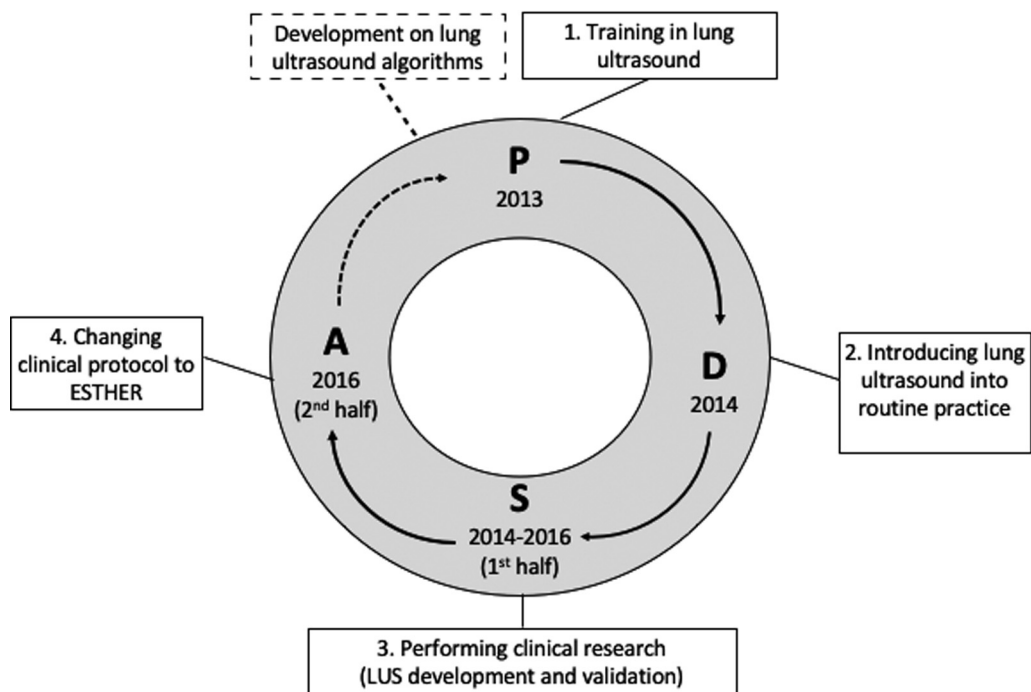 Development on lung
ultrasound algorithms
1. Training in lung
ultrasound
P
2013
D
2014
2. Introducing lung
ultrasound into
routine practice
S
2014-2016
(1st half)
3. Performing clinical research
(LUS development and validation)
A
2016
(2nd half)
4. Changing
clinical protocol to
ESTHER